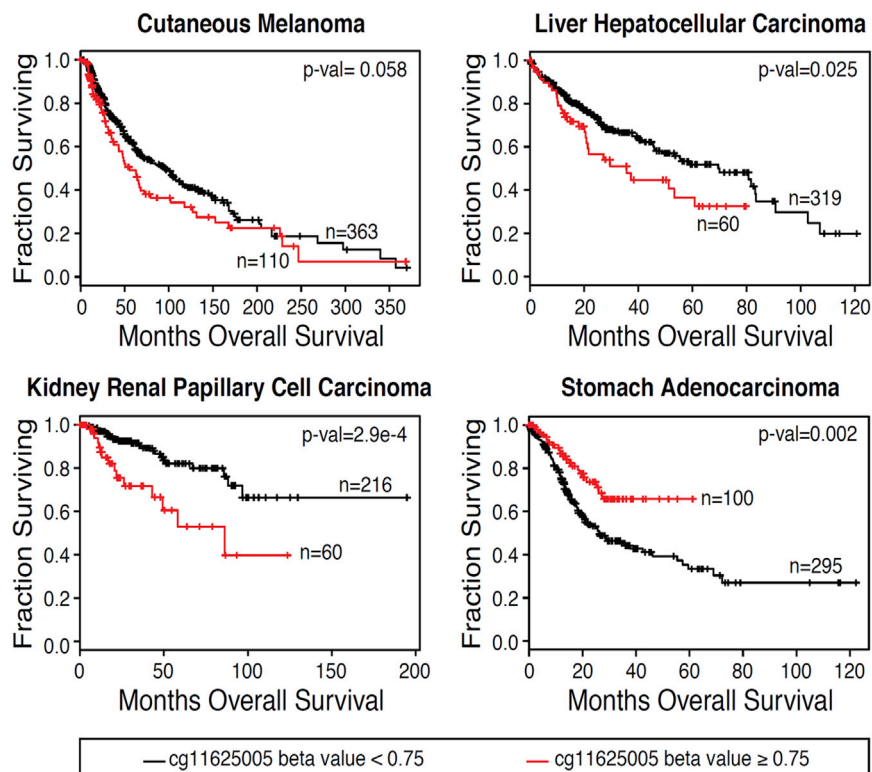 Cutaneous Melanoma
Fraction Surviving
1.0
0.8
0.6
0.4
0.2
0.0
p-val= 0.058
n=363
n=110
0 50 100 150 200 250 300 350
Months Overall Survival
Liver Hepatocellular Carcinoma
Fraction Surviving
1.0
0.8
0.6
0.4
0.2
0.0
p-val=0.025
n=319
n=60
0 20 40 60 80 100 120
Months Overall Survival
Kidney Renal Papillary Cell Carcinoma
Fraction Surviving
1.0
0.8
0.6
0.4
0.2
0.0
p-val=2.9e-4
n=216
n=60
0 50 100 150 200
Months Overall Survival
Stomach Adenocarcinoma
Fraction Surviving
1.0
0.8
0.6
0.4
0.2
0.0
p-val=0.002
n=100
n=295
0 20 40 60 80 100 120
Months Overall Survival
cg11625005 beta value < 0.75
cg11625005 beta value ≥ 0.75